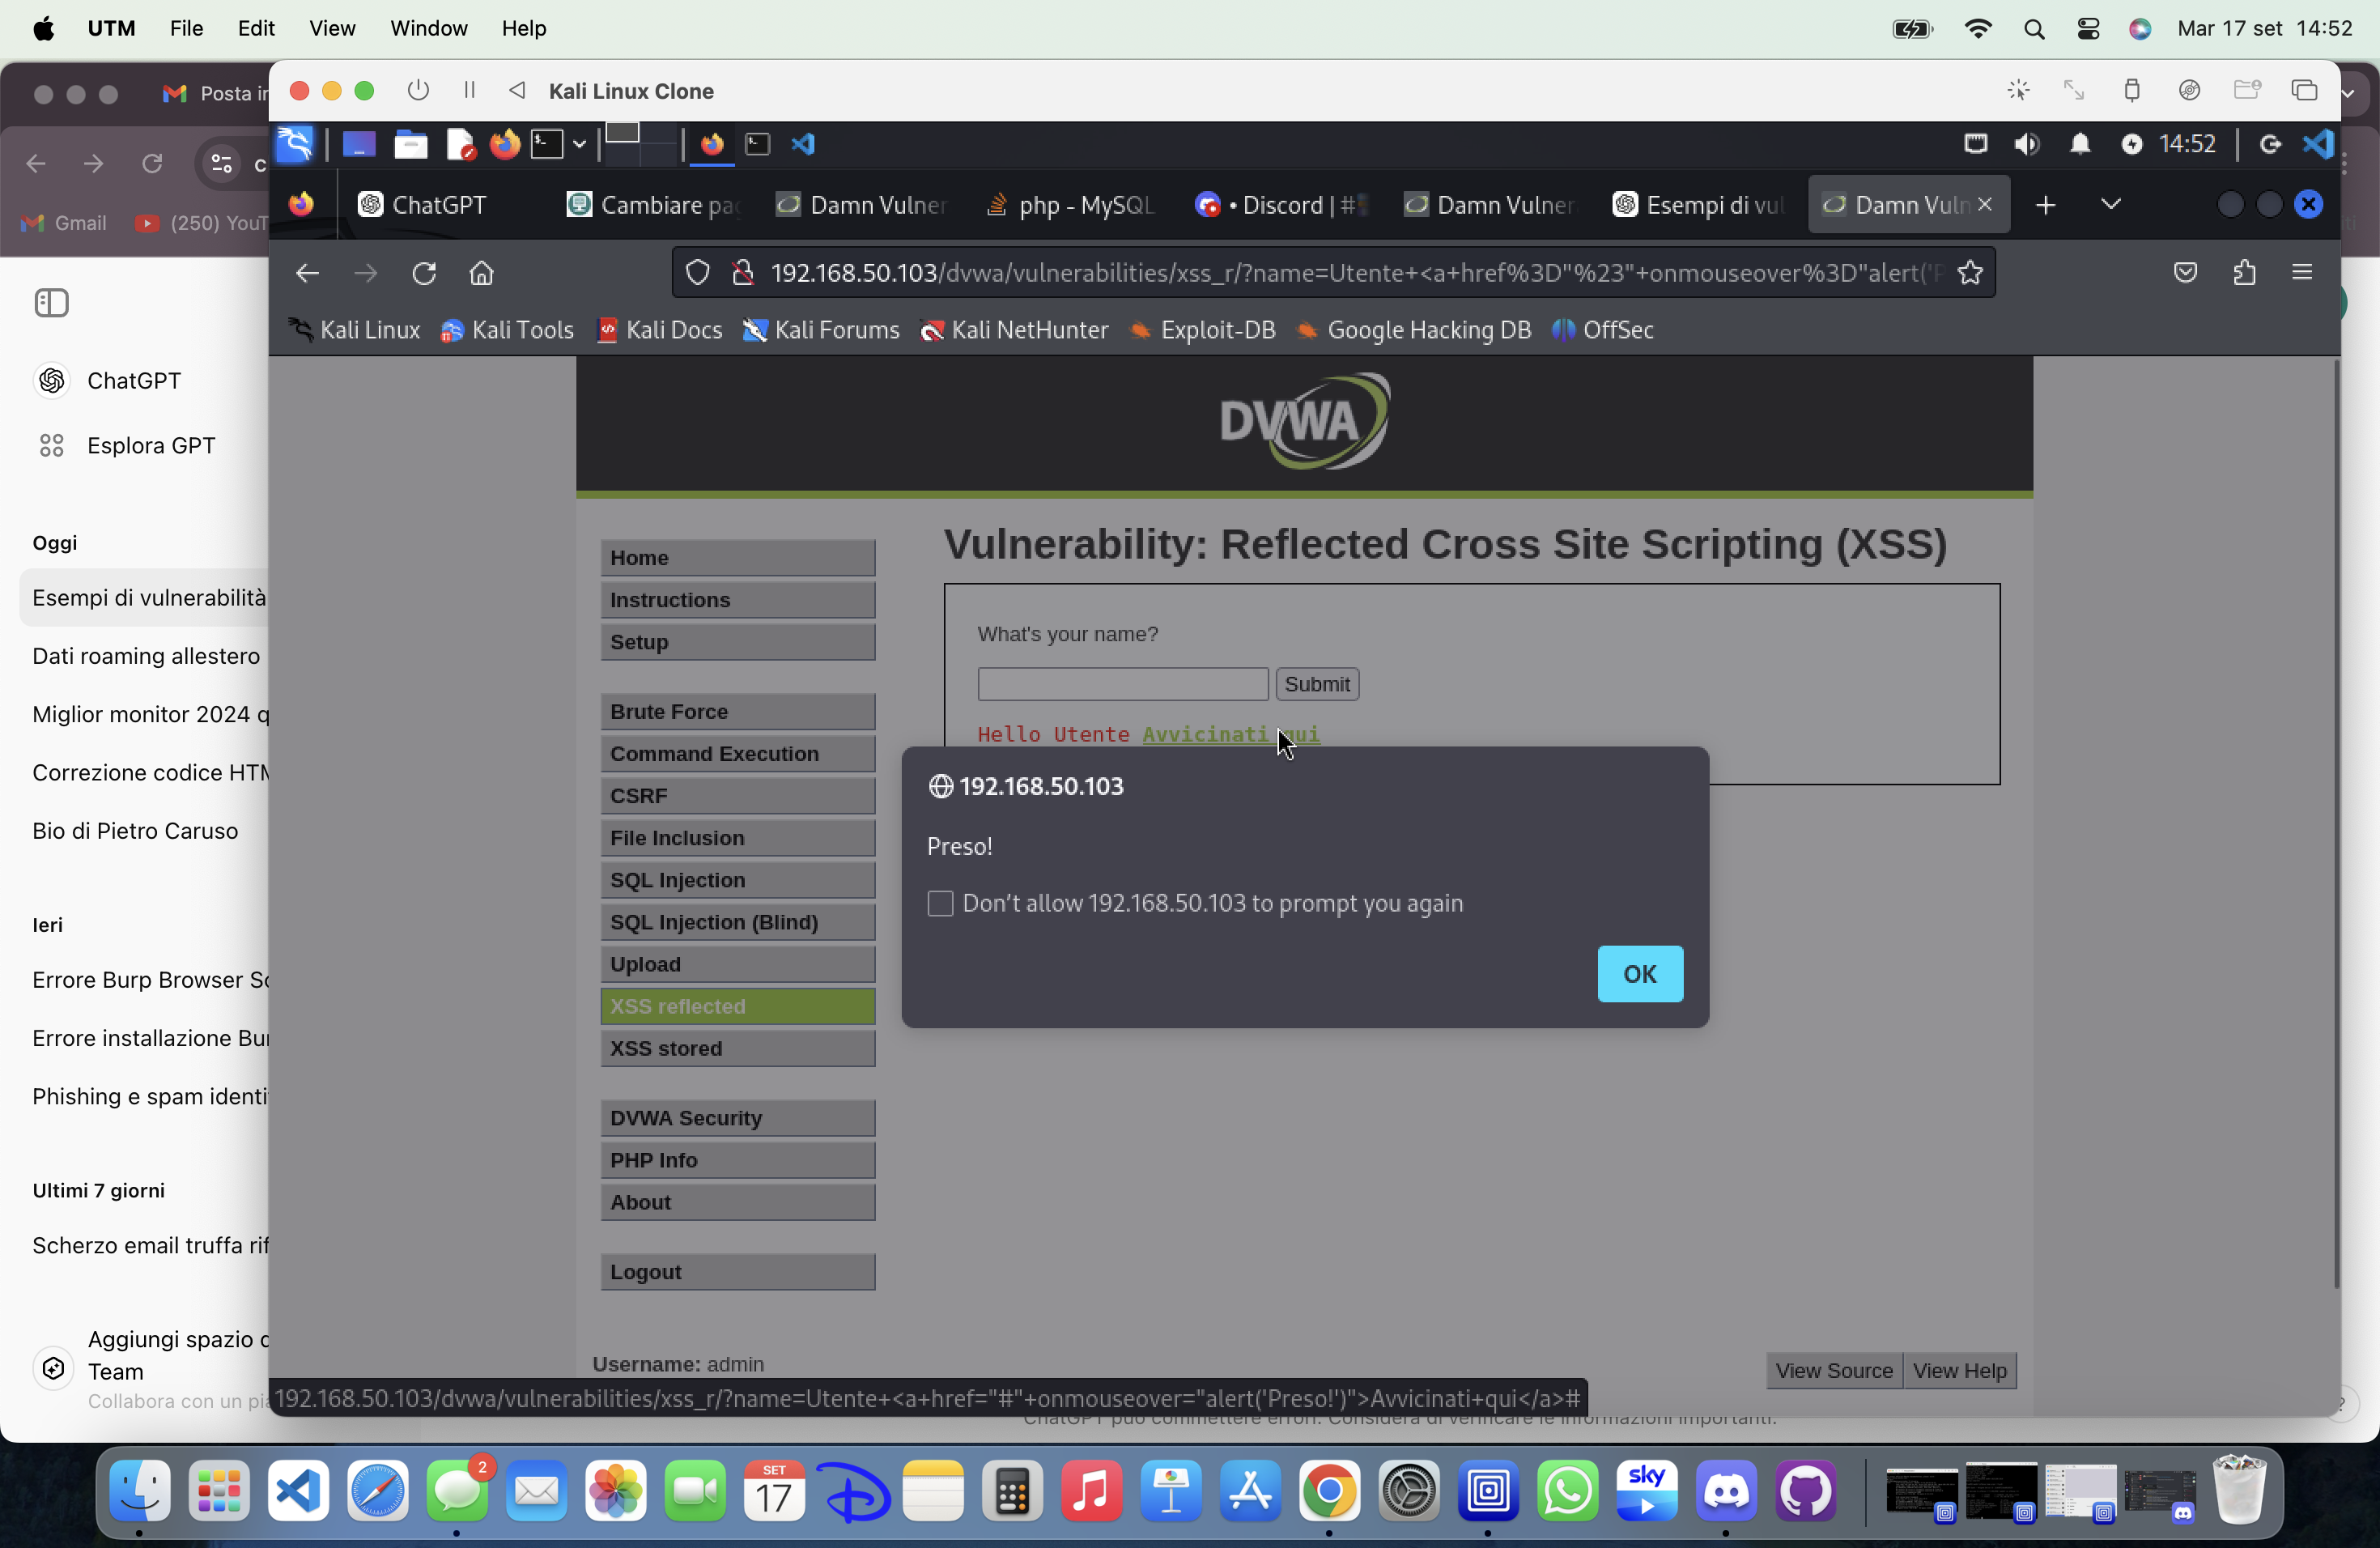 UTM File Edit View Window Help Mar 17 set 14:52
Posta in
Kali Linux Clone
14:52
ChatGPT
Cambiare pag
Damn Vulner
php - MySQL
• Discord | #
Damn Vulner
Esempi di vul
Damn Vuln
192.168.50.103/dvwa/vulnerabilities/xss_r/?name=Utente+<a+href%3D"%23"+onmouseover%3D"alert('P
Gmail
(250) YouT
Kali Linux Kali Tools Kali Docs Kali Forums Kali NetHunter Exploit-DB Google Hacking DB OffSec
ChatGPT
Esplora GPT
Oggi
Esempi di vulnerabilità
Dati roaming allestero
Miglior monitor 2024 q
Correzione codice HTM
Bio di Pietro Caruso
Ieri
Errore Burp Browser Sc
Errore installazione Bur
Phishing e spam identi
Ultimi 7 giorni
Scherzo email truffa rif
Aggiungi spazio d
Team
Collabora con un pia
DVWA
Home
Instructions
Setup
Brute Force
Command Execution
CSRF
File Inclusion
SQL Injection
SQL Injection (Blind)
Upload
XSS reflected
XSS stored
DVWA Security
PHP Info
About
Logout
Vulnerability: Reflected Cross Site Scripting (XSS)
What's your name?
Submit
Hello Utente Avvicinati qui
192.168.50.103
Preso!
Don't allow 192.168.50.103 to prompt you again
OK
Username: admin
View Source View Help
192.168.50.103/dvwa/vulnerabilities/xss_r/?name=Utente+<a+href="#"+onmouseover="alert('Preso!')">Avvicinati+qui</a>#
ChatGPT può commettere errori. Considera di verificare le informazioni importanti.
?
2
SET
17
sky